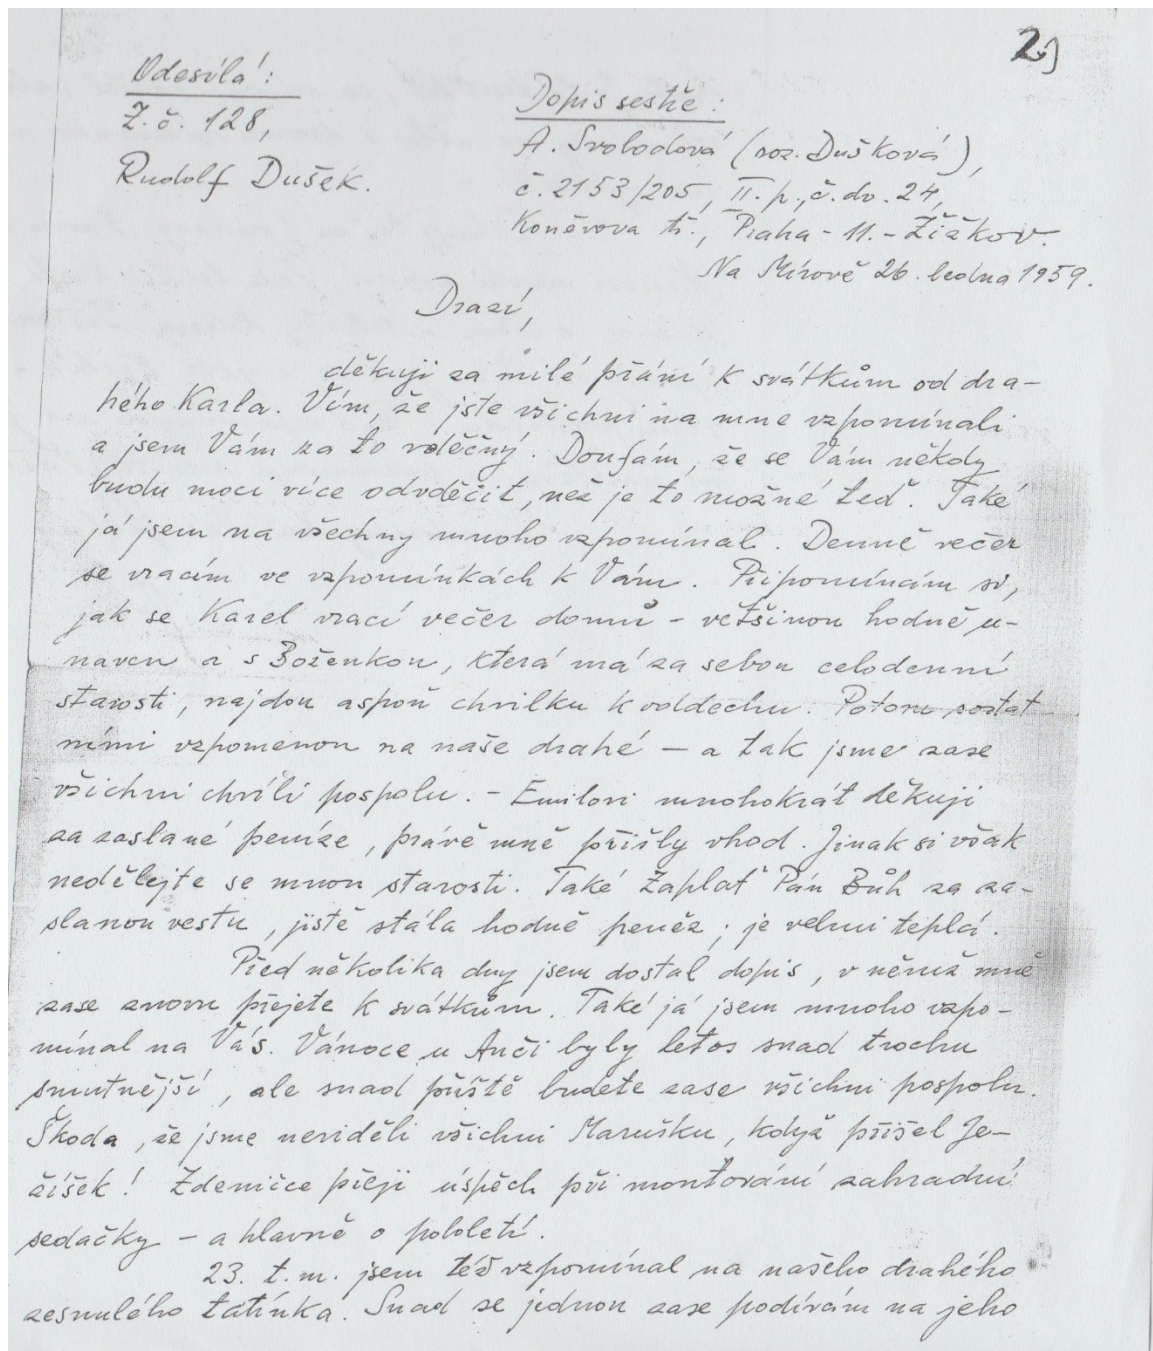 2.)
Odesílá:
Z.č. 128,
Rudolf Dušek.
Dopis sestře:
A. Svobodová (roz. Dušková),
č. 2153/205, II. p., č. dv. 24,
Koněvova tř., Praha - 11. - Žižkov.
Na Mírově 26. ledna 1959.
Drazí,
děkuji za milé přání k svátkům od dra-
hého Karla. Vím, že jste všichni na mne vzpomínali
a jsem Vám za to vděčný. Doufám, že se Vám někdy
budu moci více odvděčit, než je to možné teď. Také
já jsem na všechny mnoho vzpomínal. Denně večer
se vracím ve vzpomínkách k Vám. Připomínám si,
jak se Karel vrací večer domů - většinou hodně u-
naven a s Boženkou, která má za sebou celodenní
starosti, najdou aspoň chvilku k oddechu. Potom s ostat-
ními vzpomenou na naše drahé — a tak jsme zase
všichni chvíli pospolu. - Emilovi mnohokrát děkuji
za zaslané peníze, právě mně přišly vhod. Jinak si však
nedělejte se mnou starosti. Také Zaplať Pán Bůh za za-
slanou vestu, jistě stála hodně peněz; je velmi teplá.
Před několika dny jsem dostal dopis, v němž mně
zase znovu přejete k svátkům. Také já jsem mnoho vzpo-
mínal na Vás. Vánoce u Anči byly letos snad trochu
smutnější, ale snad příště budete zase všichni pospolu.
Škoda, že jsme neviděli všichni Marušku, když přišel Je-
žíšek! Zdeničce přeji úspěch při montování zahradní
sedačky - a hlavně o pololetí.
23. t.m. jsem též vzpomínal na našeho drahého
zesnulého tatínka. Snad se jednou zase podívám na jeho